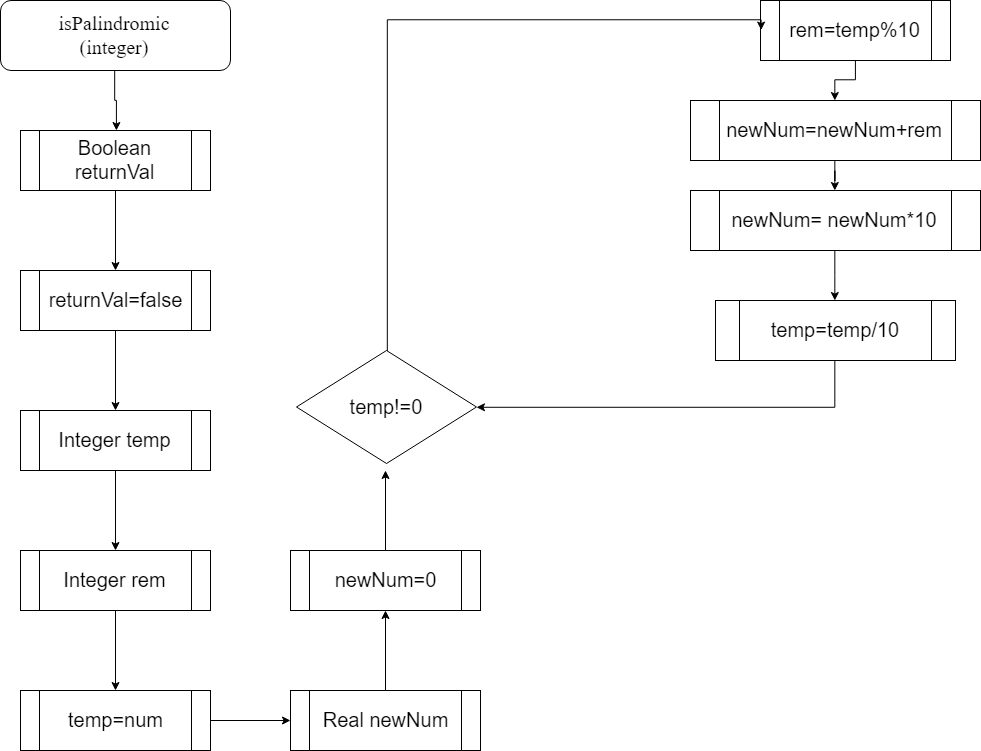 isPalindromic
(integer)
Boolean
returnVal
returnVal=false
Integer temp
Integer rem
temp=num
Real newNum
newNum=0
temp!=0
rem=temp%10
newNum=newNum+rem
newNum= newNum*10
temp=temp/10